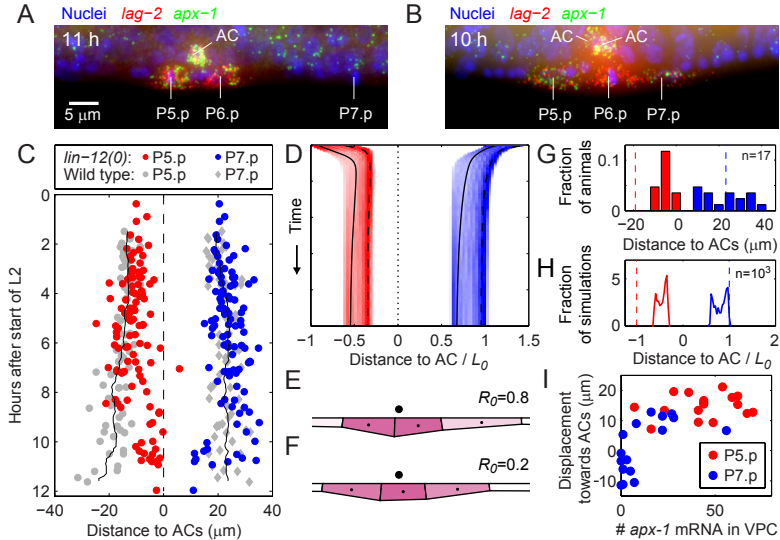 A
Nuclei lag-2 apx-1
11 h
AC
P5.p P6.p P7.p
5 μm
B
Nuclei lag-2 apx-1
10 h
AC AC
P5.p P6.p P7.p
C
lin-12(0): P5.p P7.p
Wild type: P5.p P7.p
Hours after start of L2
0
2
4
6
8
10
12
−40 −20 0 20 40
Distance to ACs (μm)
D
Time
−1 −0.5 0 0.5 1 1.5
Distance to AC / L0
E
R0=0.8
F
R0=0.2
G
n=17
Fraction
of animals
0.1
0
−20 0 20 40
Distance to ACs (μm)
H
n=10³
Fraction
of simulations
5
0
−1 0 1 2
Distance to AC / L0
I
Displacement
towards ACs (μm)
20
10
0
−10
P5.p
P7.p
0 50
# apx-1 mRNA in VPC